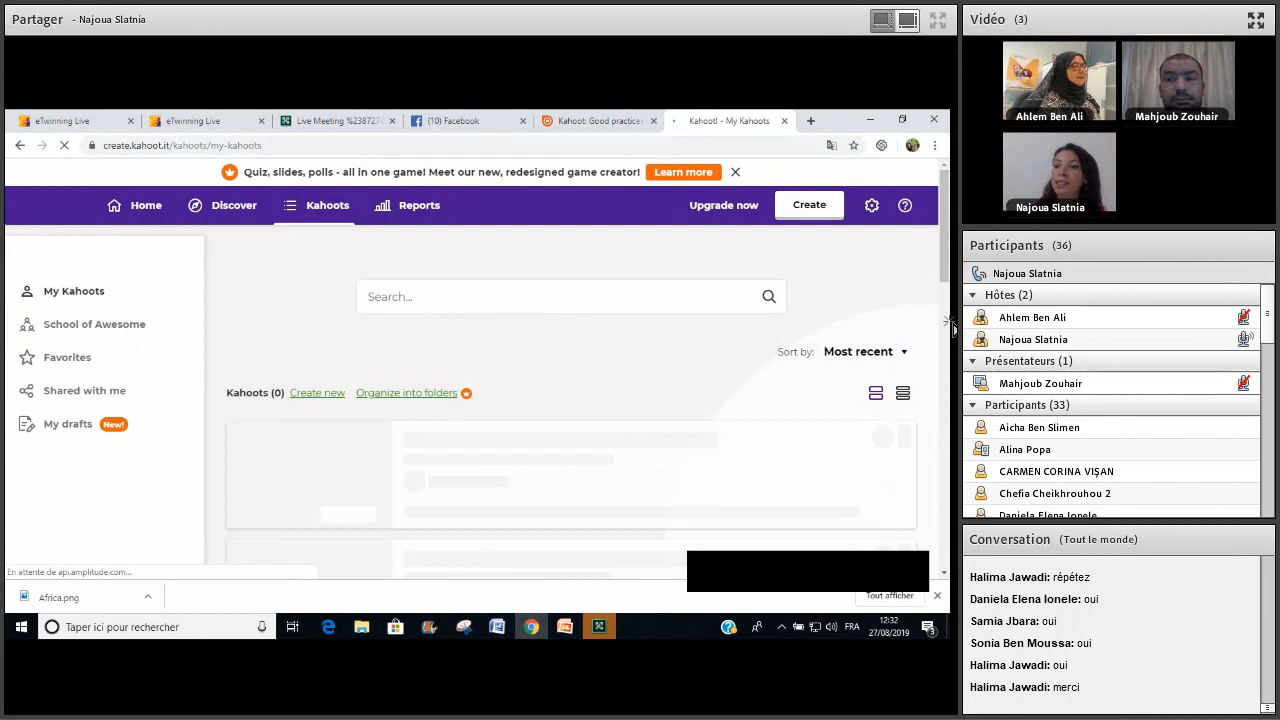 Partager - Najoua Slatnia
eTwinning Live
eTwinning Live
Live Meeting %238727
(10) Facebook
Kahoot: Good practice
Kahoot! - My Kahoots
create.kahoot.it/kahoots/my-kahoots
Quiz, slides, polls - all in one game! Meet our new, redesigned game creator! Learn more
Home
Discover
Kahoots
Reports
Upgrade now
Create
My Kahoots
School of Awesome
Favorites
Shared with me
My drafts New!
Search...
Sort by: Most recent
Kahoots (0) Create new Organize into folders
En attente de api.amplitude.com...
Africa.png
Tout afficher
Taper ici pour rechercher
FRA
12:32
27/08/2019
3
Vidéo (3)
Ahlem Ben Ali
Mahjoub Zouhair
Najoua Slatnia
Participants (36)
Najoua Slatnia
Hôtes (2)
Ahlem Ben Ali
Najoua Slatnia
Présentateurs (1)
Mahjoub Zouhair
Participants (33)
Aicha Ben Slimen
Alina Popa
CARMEN CORINA VIȘAN
Chefia Cheikhrouhou 2
Daniela Elena Ionele
Conversation (Tout le monde)
Halima Jawadi: répétez
Daniela Elena Ionele: oui
Samia Jbara: oui
Sonia Ben Moussa: oui
Halima Jawadi: oui
Halima Jawadi: merci